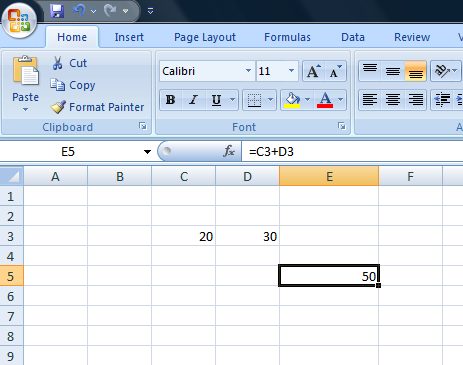 Home Insert Page Layout Formulas Data Review
Paste
Cut
Copy
Format Painter
Clipboard
Calibri 11 A A
B I U A
Font
E5 fx =C3+D3
A B C D E F
1
2
3 20 30
4
5 50
6
7
8
9